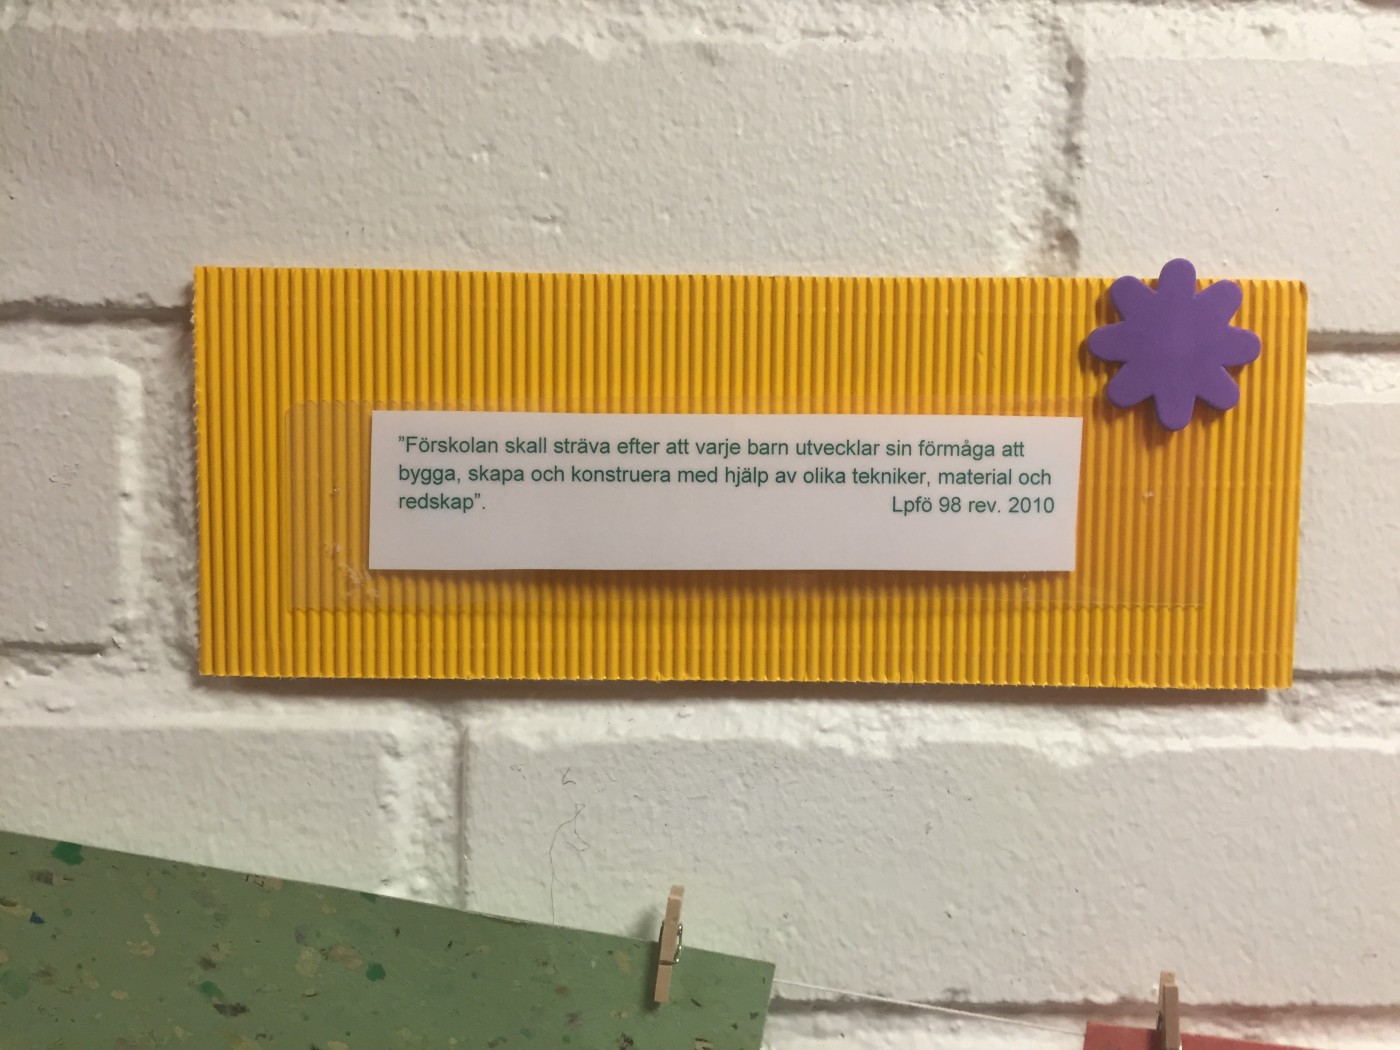 ”Förskolan skall sträva efter att varje barn utvecklar sin förmåga att
bygga, skapa och konstruera med hjälp av olika tekniker, material och
redskap”. Lpfö 98 rev. 2010